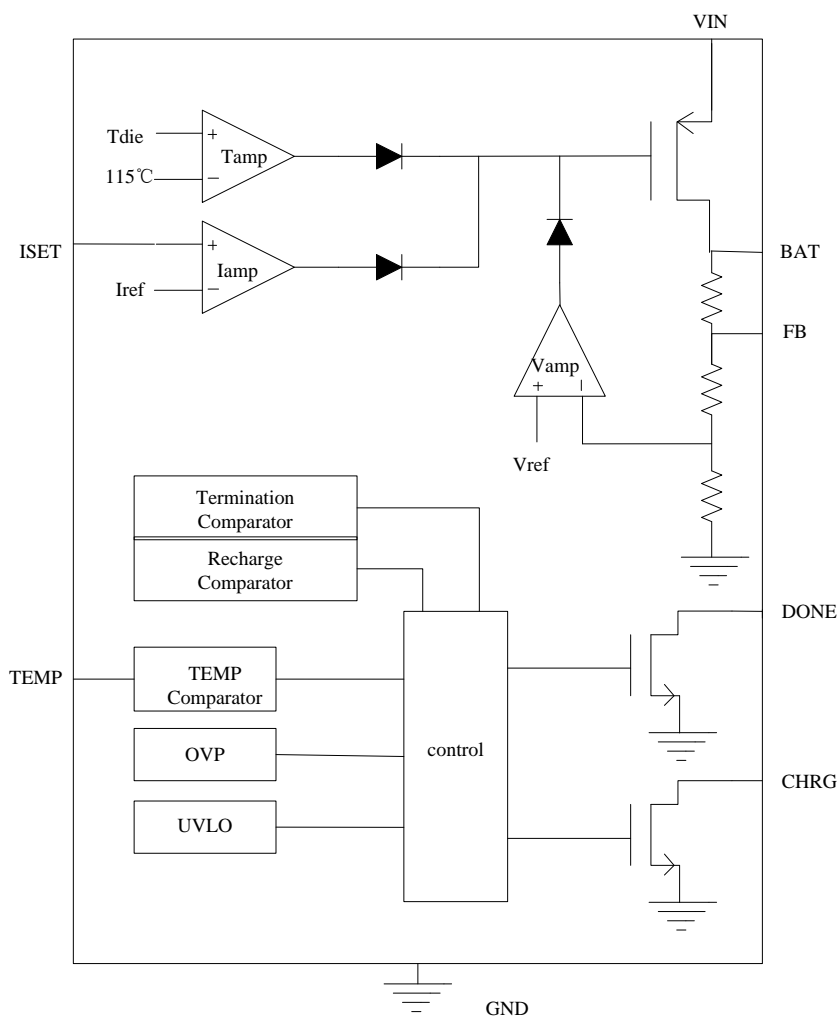 VIN
Tdie
+
Tamp
115℃
−
ISET
+
Iamp
Iref
−
BAT
FB
Vamp
+
−
Vref
Termination
Comparator
Recharge
Comparator
DONE
TEMP
TEMP
Comparator
OVP
control
CHRG
UVLO
GND